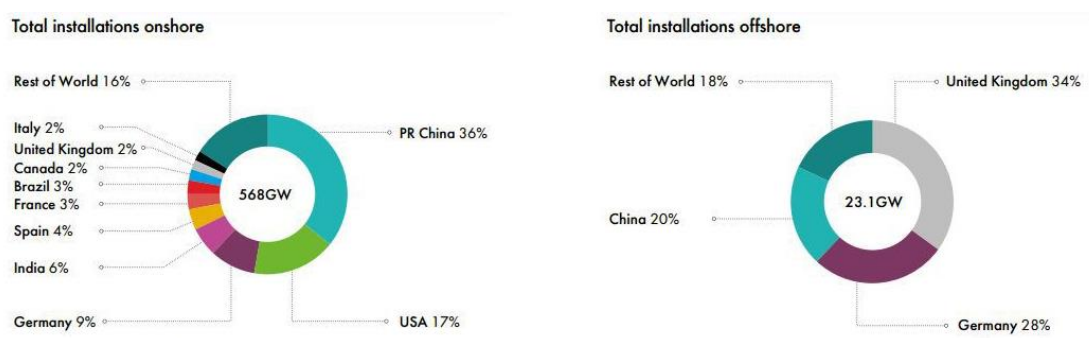 Total installations onshore
Rest of World 16%
Italy 2%
United Kingdom 2%
Canada 2%
Brazil 3%
France 3%
Spain 4%
India 6%
Germany 9%
PR China 36%
USA 17%
568GW
Total installations offshore
Rest of World 18%
United Kingdom 34%
China 20%
Germany 28%
23.1GW